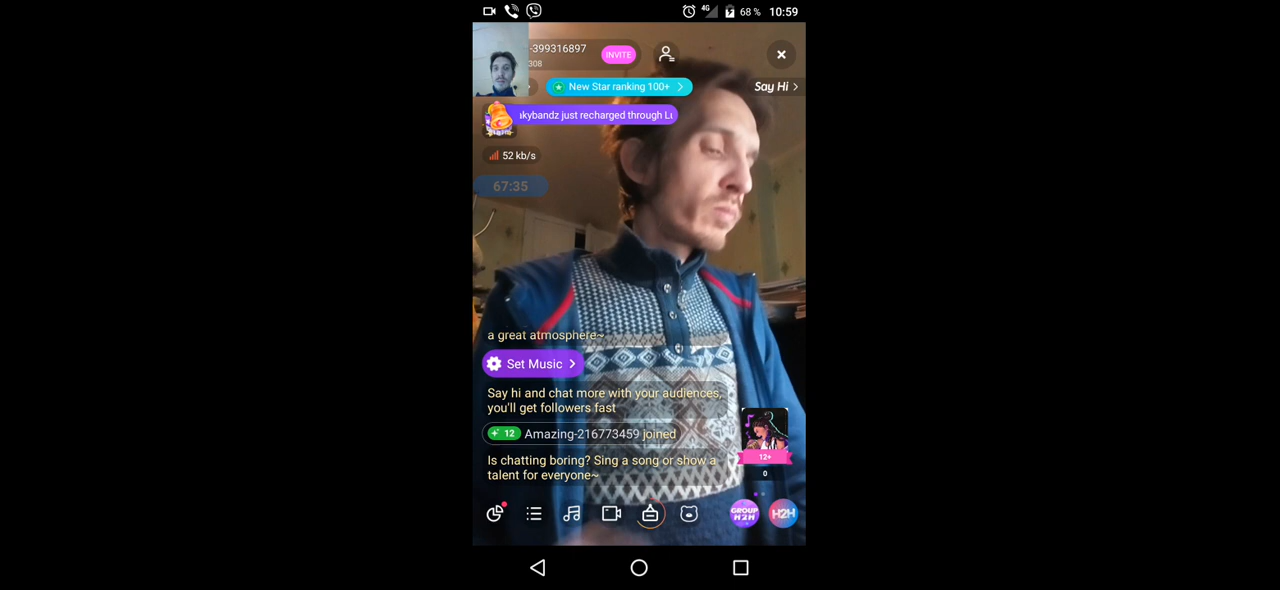 4G 68 % 10:59
-399316897 INVITE
308
New Star ranking 100+ Say Hi
just recharged through
52 kb/s
67:35
a great atmosphere~
Set Music
Say hi and chat more with your audiences,
you'll get followers fast
12 Amazing-216773459 joined
12+
Is chatting boring? Sing a song or show a
talent for everyone~
0
GROUP
H2H
H2H